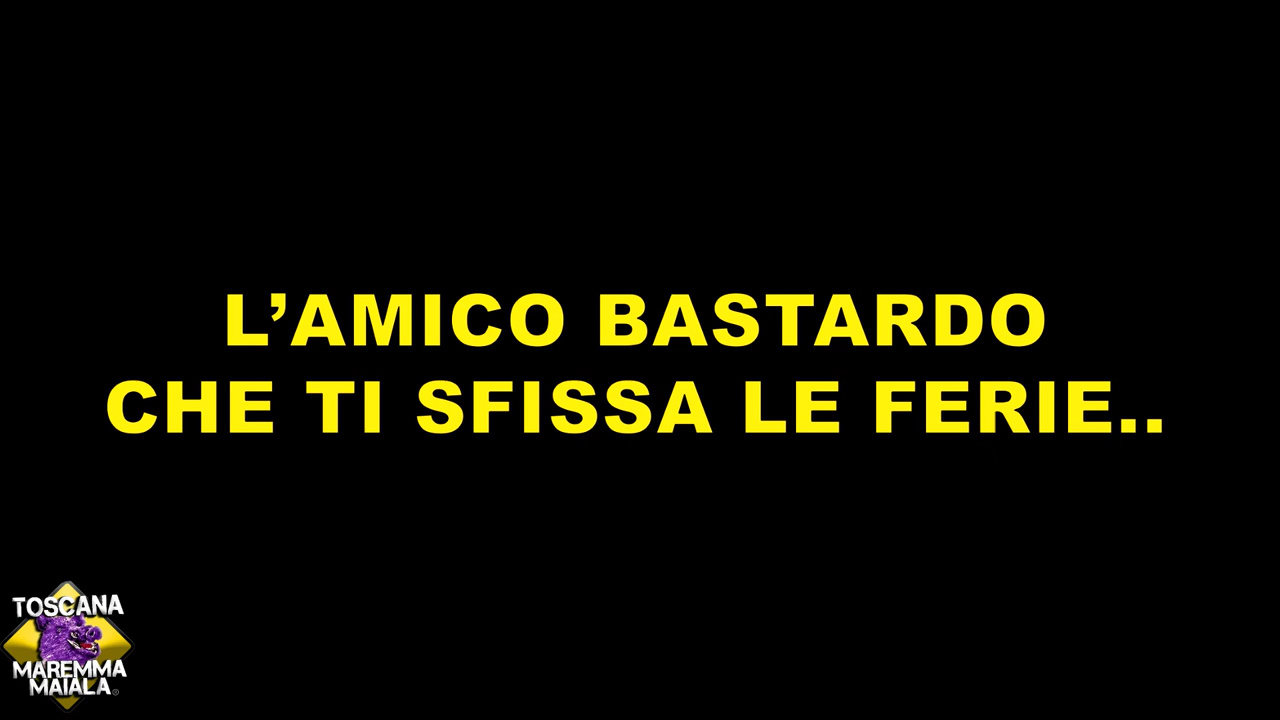 L’AMICO BASTARDO
CHE TI SFISSA LE FERIE..
TOSCANA
MAREMMA
MAIALA®